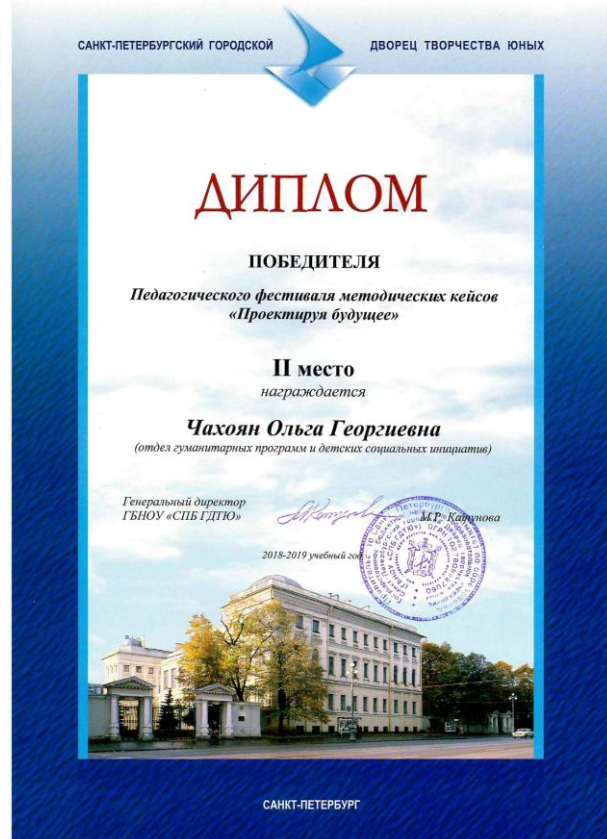 САНКТ-ПЕТЕРБУРГСКИЙ ГОРОДСКОЙ ДВОРЕЦ ТВОРЧЕСТВА ЮНЫХ
ДИПЛОМ
ПОБЕДИТЕЛЯ
Педагогического фестиваля методических кейсов
«Проектируя будущее»
II место
награждается
Чахоян Ольга Георгиевна
(отдел гуманитарных программ и детских социальных инициатив)
Генеральный директор
ГБНОУ «СПБ ГДТЮ» М.Р. Катунова
2018-2019 учебный год
САНКТ-ПЕТЕРБУРГ